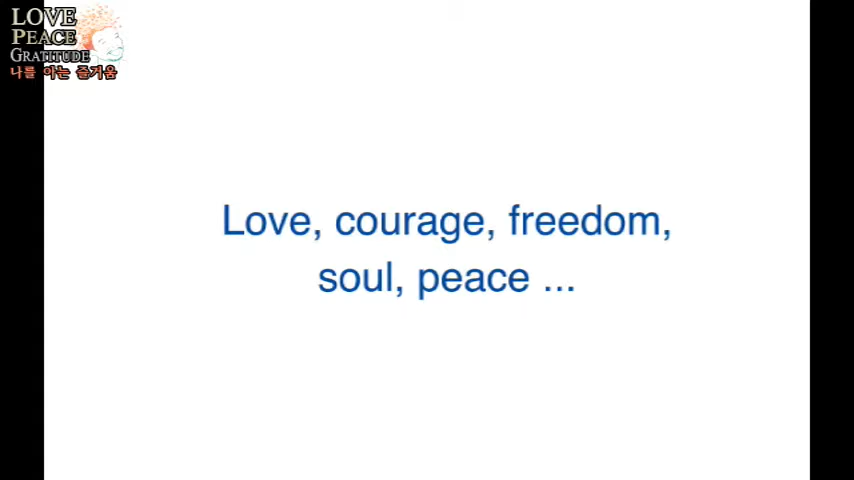 LOVE
PEACE
GRATITUDE
나를 아는 즐거움
Love, courage, freedom,
soul, peace ...